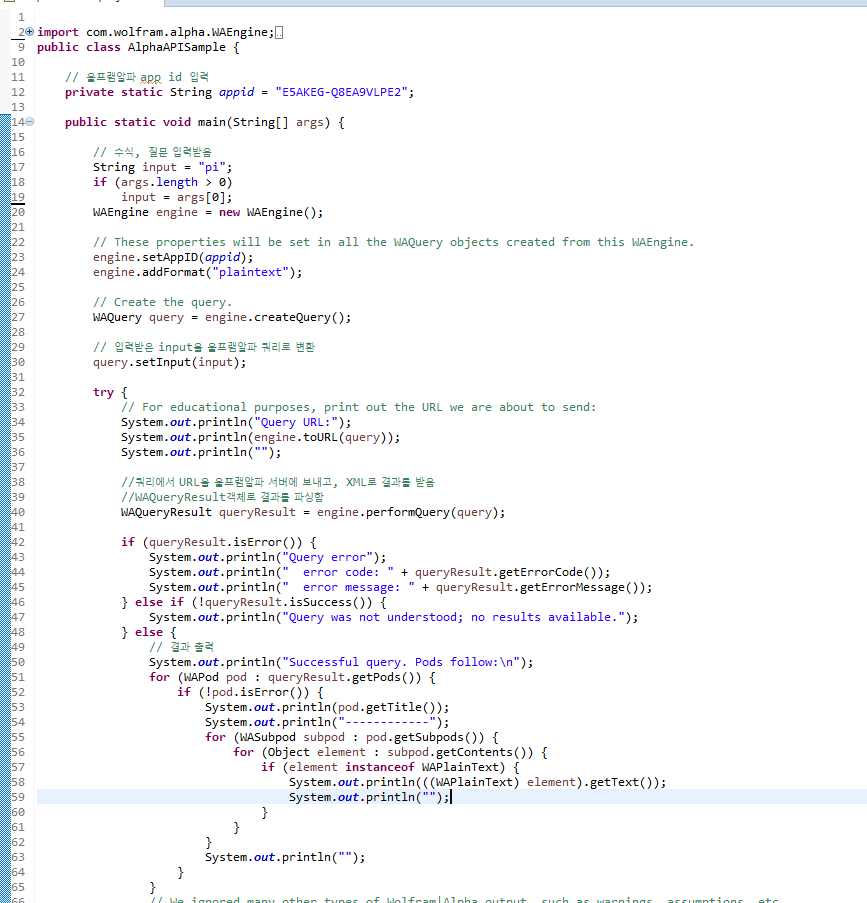 1
2 import com.wolfram.alpha.WAEngine;
9 public class AlphaAPISample {
10
11 // 울프램알파 app id 입력
12 private static String appid = "E5AKEG-Q8EA9VLPE2";
13
14 public static void main(String[] args) {
15
16 // 수식, 질문 입력받음
17 String input = "pi";
18 if (args.length > 0)
19 input = args[0];
20 WAEngine engine = new WAEngine();
21
22 // These properties will be set in all the WAQuery objects created from this WAEngine.
23 engine.setAppID(appid);
24 engine.addFormat("plaintext");
25
26 // Create the query.
27 WAQuery query = engine.createQuery();
28
29 // 입력받은 input을 울프램알파 쿼리로 변환
30 query.setInput(input);
31
32 try {
33 // For educational purposes, print out the URL we are about to send:
34 System.out.println("Query URL:");
35 System.out.println(engine.toURL(query));
36 System.out.println("");
37
38 //쿼리에서 URL을 울프램알파 서버에 보내고, XML로 결과를 받음
39 //WAQueryResult객체로 결과를 파싱함
40 WAQueryResult queryResult = engine.performQuery(query);
41
42 if (queryResult.isError()) {
43 System.out.println("Query error");
44 System.out.println("  error code: " + queryResult.getErrorCode());
45 System.out.println("  error message: " + queryResult.getErrorMessage());
46 } else if (!queryResult.isSuccess()) {
47 System.out.println("Query was not understood; no results available.");
48 } else {
49 // 결과 출력
50 System.out.println("Successful query. Pods follow:\n");
51 for (WAPod pod : queryResult.getPods()) {
52 if (!pod.isError()) {
53 System.out.println(pod.getTitle());
54 System.out.println("------------");
55 for (WASubpod subpod : pod.getSubpods()) {
56 for (Object element : subpod.getContents()) {
57 if (element instanceof WAPlainText) {
58 System.out.println(((WAPlainText) element).getText());
59 System.out.println("");
60 }
61 }
62 }
63 System.out.println("");
64 }
65 }
66 // We ignored many other types of Wolfram|Alpha output, such as warnings, assumptions, etc.